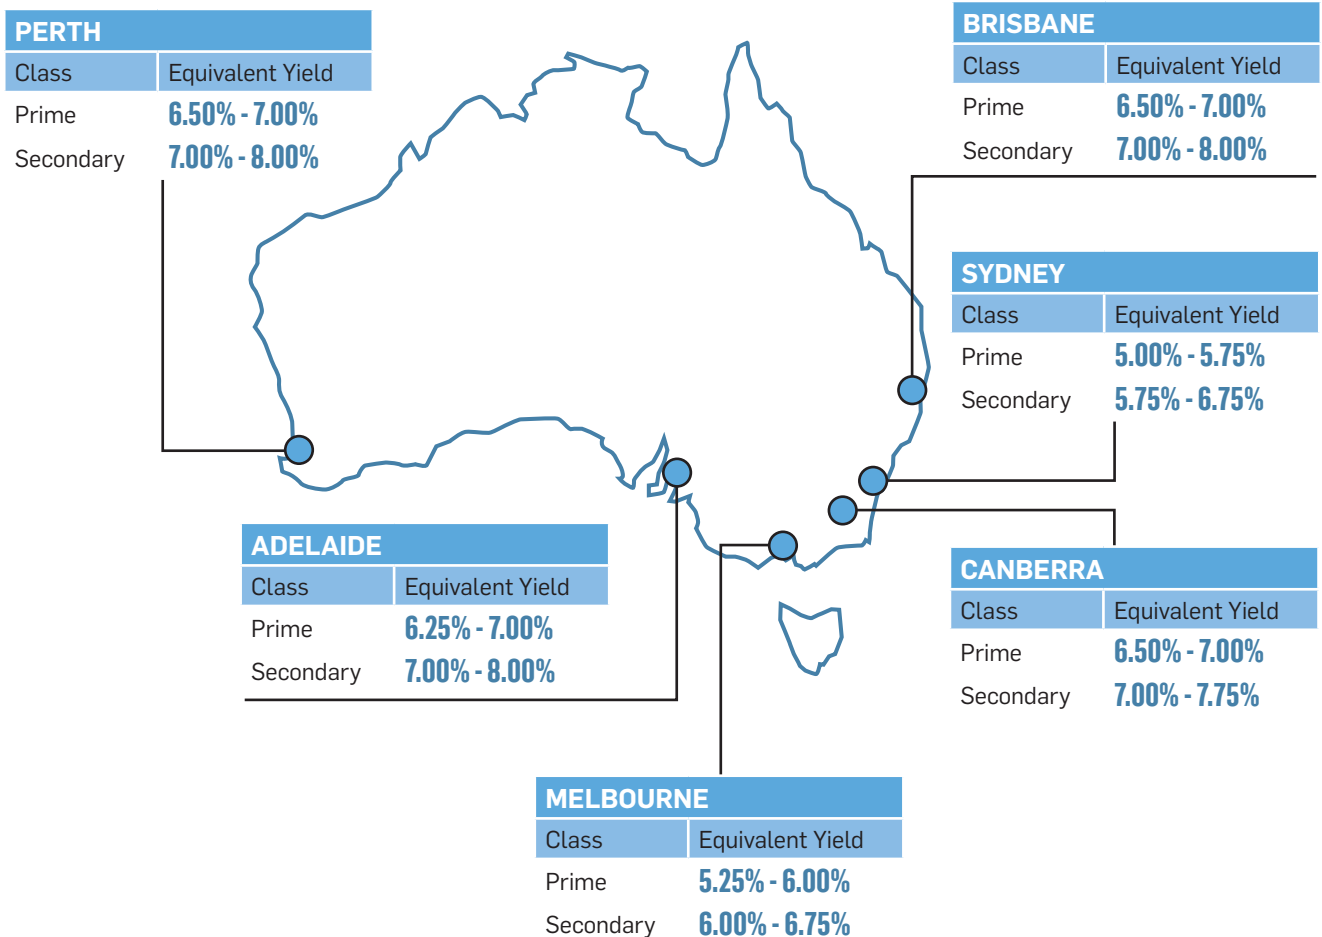 PERTH
Class Equivalent Yield
Prime 6.50% - 7.00%
Secondary 7.00% - 8.00%
BRISBANE
Class Equivalent Yield
Prime 6.50% - 7.00%
Secondary 7.00% - 8.00%
SYDNEY
Class Equivalent Yield
Prime 5.00% - 5.75%
Secondary 5.75% - 6.75%
ADELAIDE
Class Equivalent Yield
Prime 6.25% - 7.00%
Secondary 7.00% - 8.00%
CANBERRA
Class Equivalent Yield
Prime 6.50% - 7.00%
Secondary 7.00% - 7.75%
MELBOURNE
Class Equivalent Yield
Prime 5.25% - 6.00%
Secondary 6.00% - 6.75%